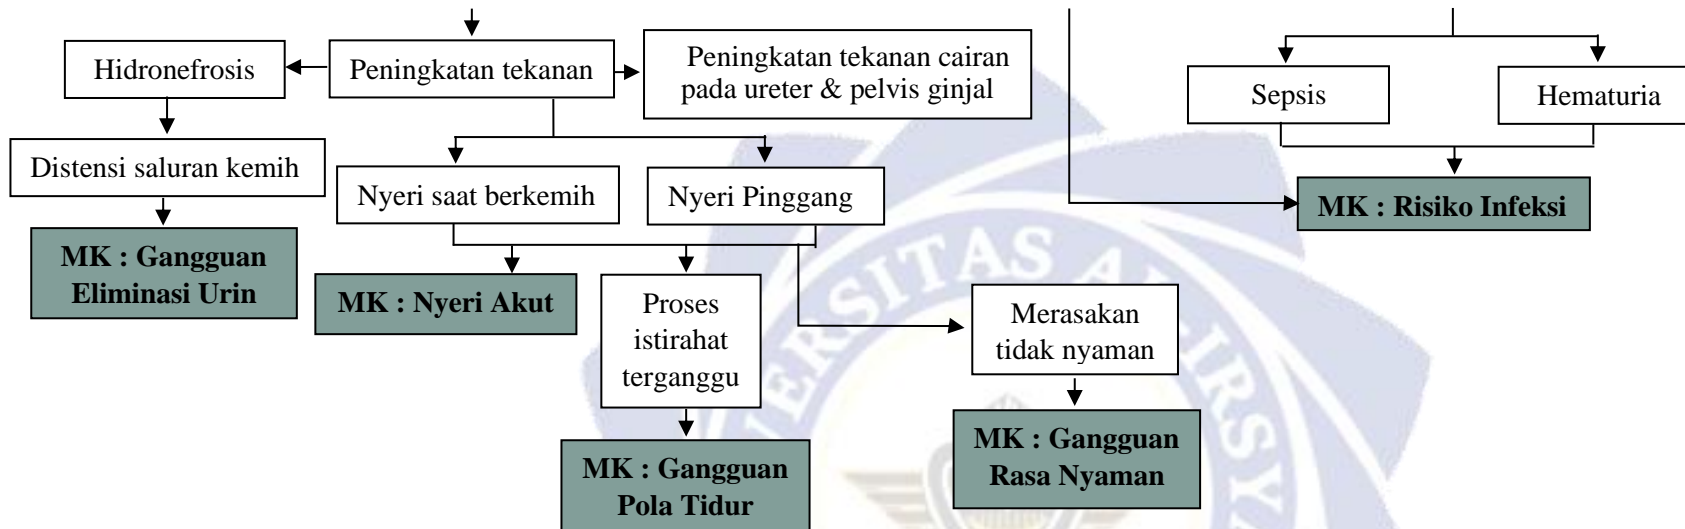 Hidronefrosis
Peningkatan tekanan
Peningkatan tekanan cairan
pada ureter & pelvis ginjal
Sepsis
Hematuria
Distensi saluran kemih
Nyeri saat berkemih
Nyeri Pinggang
MK : Risiko Infeksi
MK : Gangguan
Eliminasi Urin
MK : Nyeri Akut
Proses
istirahat
terganggu
Merasakan
tidak nyaman
MK : Gangguan
Pola Tidur
MK : Gangguan
Rasa Nyaman